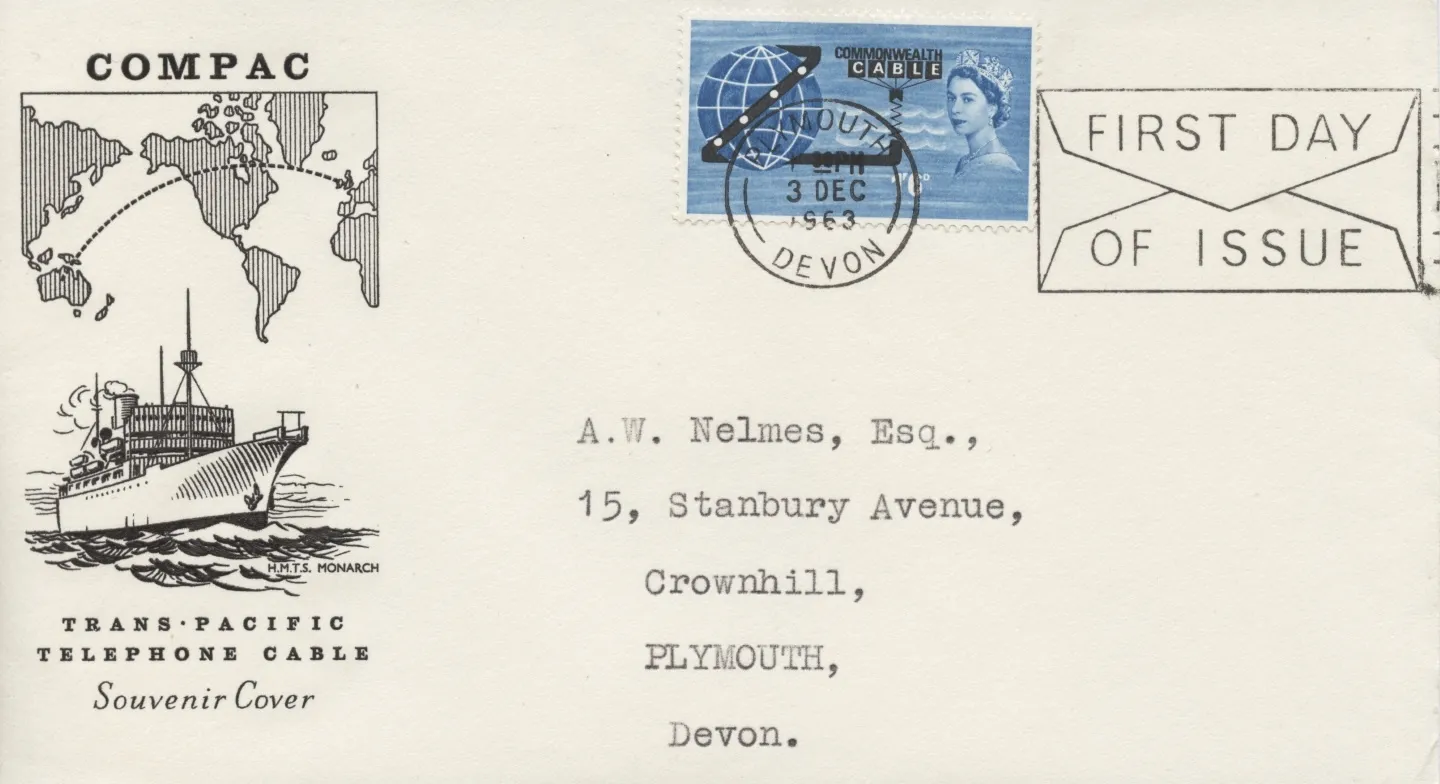 COMPAC
H.M.T.S. MONARCH
TRANS·PACIFIC
TELEPHONE CABLE
Souvenir Cover
COMMONWEALTH
CABLE
PLYMOUTH
PM
3 DEC
1963
DEVON
FIRST DAY
OF ISSUE
A.W. Nelmes, Esq.,
15, Stanbury Avenue,
Crownhill,
PLYMOUTH,
Devon.